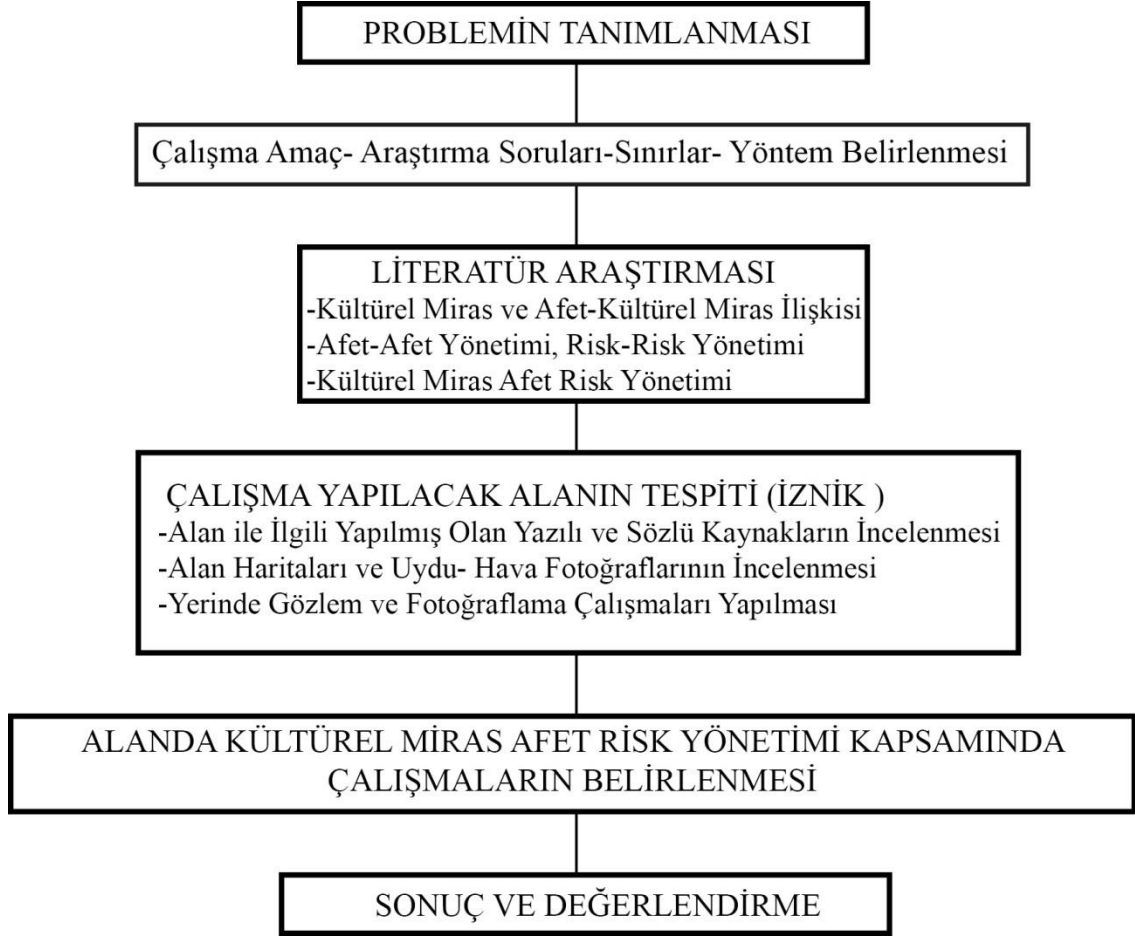 PROBLEMİN TANIMLANMASI
Çalışma Amaç- Araştırma Soruları-Sınırlar- Yöntem Belirlenmesi
LİTERATÜR ARAŞTIRMASI
-Kültürel Miras ve Afet-Kültürel Miras İlişkisi
-Afet-Afet Yönetimi, Risk-Risk Yönetimi
-Kültürel Miras Afet Risk Yönetimi
ÇALIŞMA YAPILACAK ALANIN TESPİTİ (İZNİK )
-Alan ile İlgili Yapılmış Olan Yazılı ve Sözlü Kaynakların İncelenmesi
-Alan Haritaları ve Uydu- Hava Fotoğraflarının İncelenmesi
-Yerinde Gözlem ve Fotoğraflama Çalışmaları Yapılması
ALANDA KÜLTÜREL MİRAS AFET RİSK YÖNETİMİ KAPSAMINDA
ÇALIŞMALARIN BELİRLENMESİ
SONUÇ VE DEĞERLENDİRME